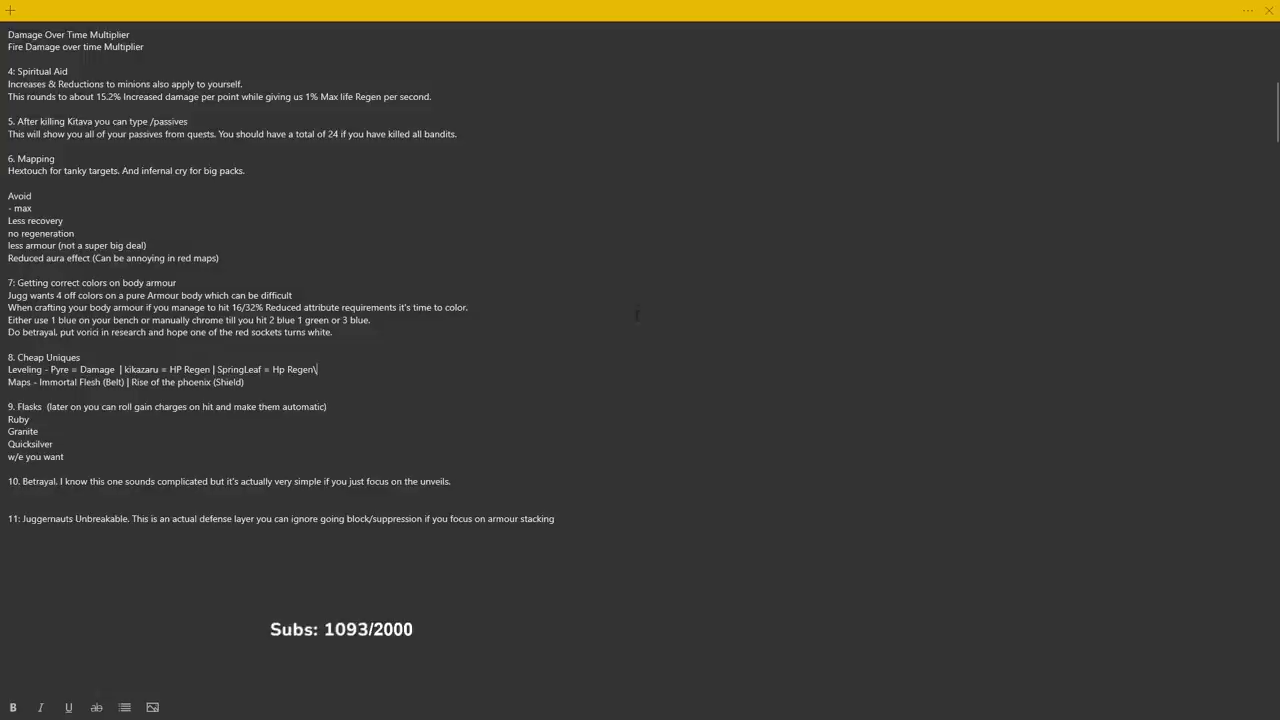 Damage Over Time Multiplier
Fire Damage over time Multiplier
4: Spiritual Aid
Increases & Reductions to minions also apply to yourself.
This rounds to about 15.2% Increased damage per point while giving us 1% Max life Regen per second.
5. After killing Kitava you can type /passives
This will show you all of your passives from quests. You should have a total of 24 if you have killed all bandits.
6. Mapping
Hextouch for tanky targets. And infernal cry for big packs.
Avoid
- max
Less recovery
no regeneration
less armour (not a super big deal)
Reduced aura effect (Can be annoying in red maps)
7: Getting correct colors on body armour
Jugg wants 4 off colors on a pure Armour body which can be difficult
When crafting your body armour if you manage to hit 16/32% Reduced attribute requirements it's time to color.
Either use 1 blue on your bench or manually chrome till you hit 2 blue 1 green or 3 blue.
Do betrayal, put vorici in research and hope one of the red sockets turns white.
8. Cheap Uniques
Leveling - Pyre = Damage | kikazaru = HP Regen | SpringLeaf = Hp Regen\
Maps - Immortal Flesh (Belt) | Rise of the phoenix (Shield)
9. Flasks (later on you can roll gain charges on hit and make them automatic)
Ruby
Granite
Quicksilver
w/e you want
10. Betrayal. I know this one sounds complicated but it's actually very simple if you just focus on the unveils.
11: Juggernauts Unbreakable. This is an actual defense layer you can ignore going block/suppression if you focus on armour stacking
Subs: 1093/2000
B I U ab